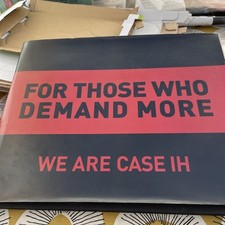 FOR THOSE WHO
DEMAND MORE
WE ARE CASE IH